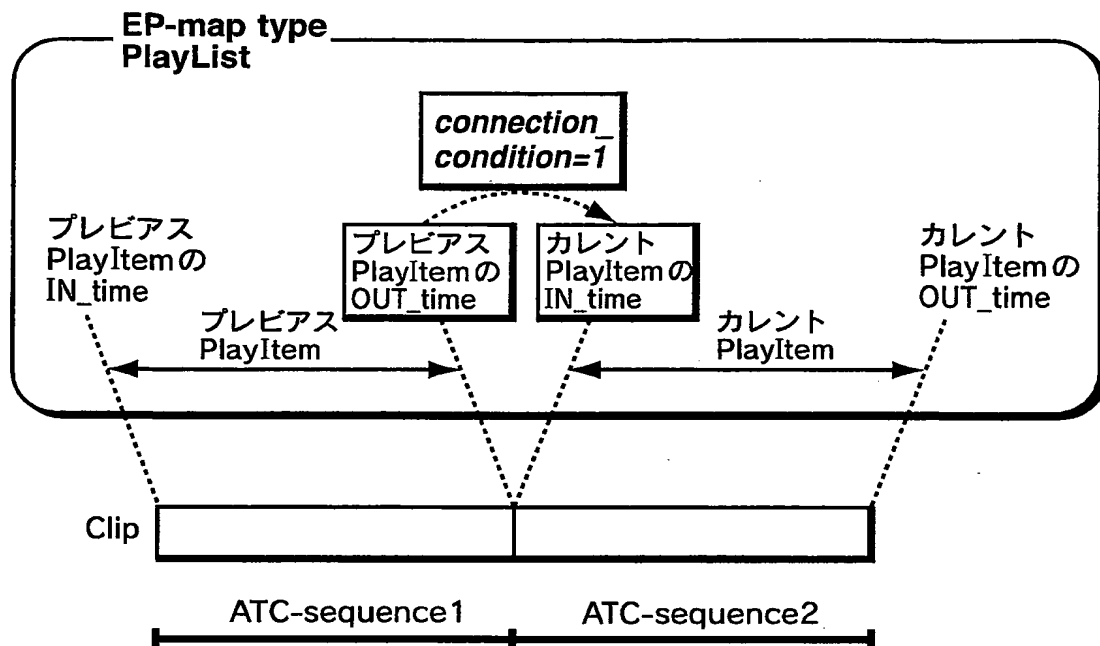 EP-map type
PlayList
connection_
condition=1
プレビアス
PlayItemの
IN_time
プレビアス
PlayItemの
OUT_time
カレント
PlayItemの
IN_time
カレント
PlayItemの
OUT_time
プレビアス
PlayItem
カレント
PlayItem
Clip
ATC-sequence1
ATC-sequence2